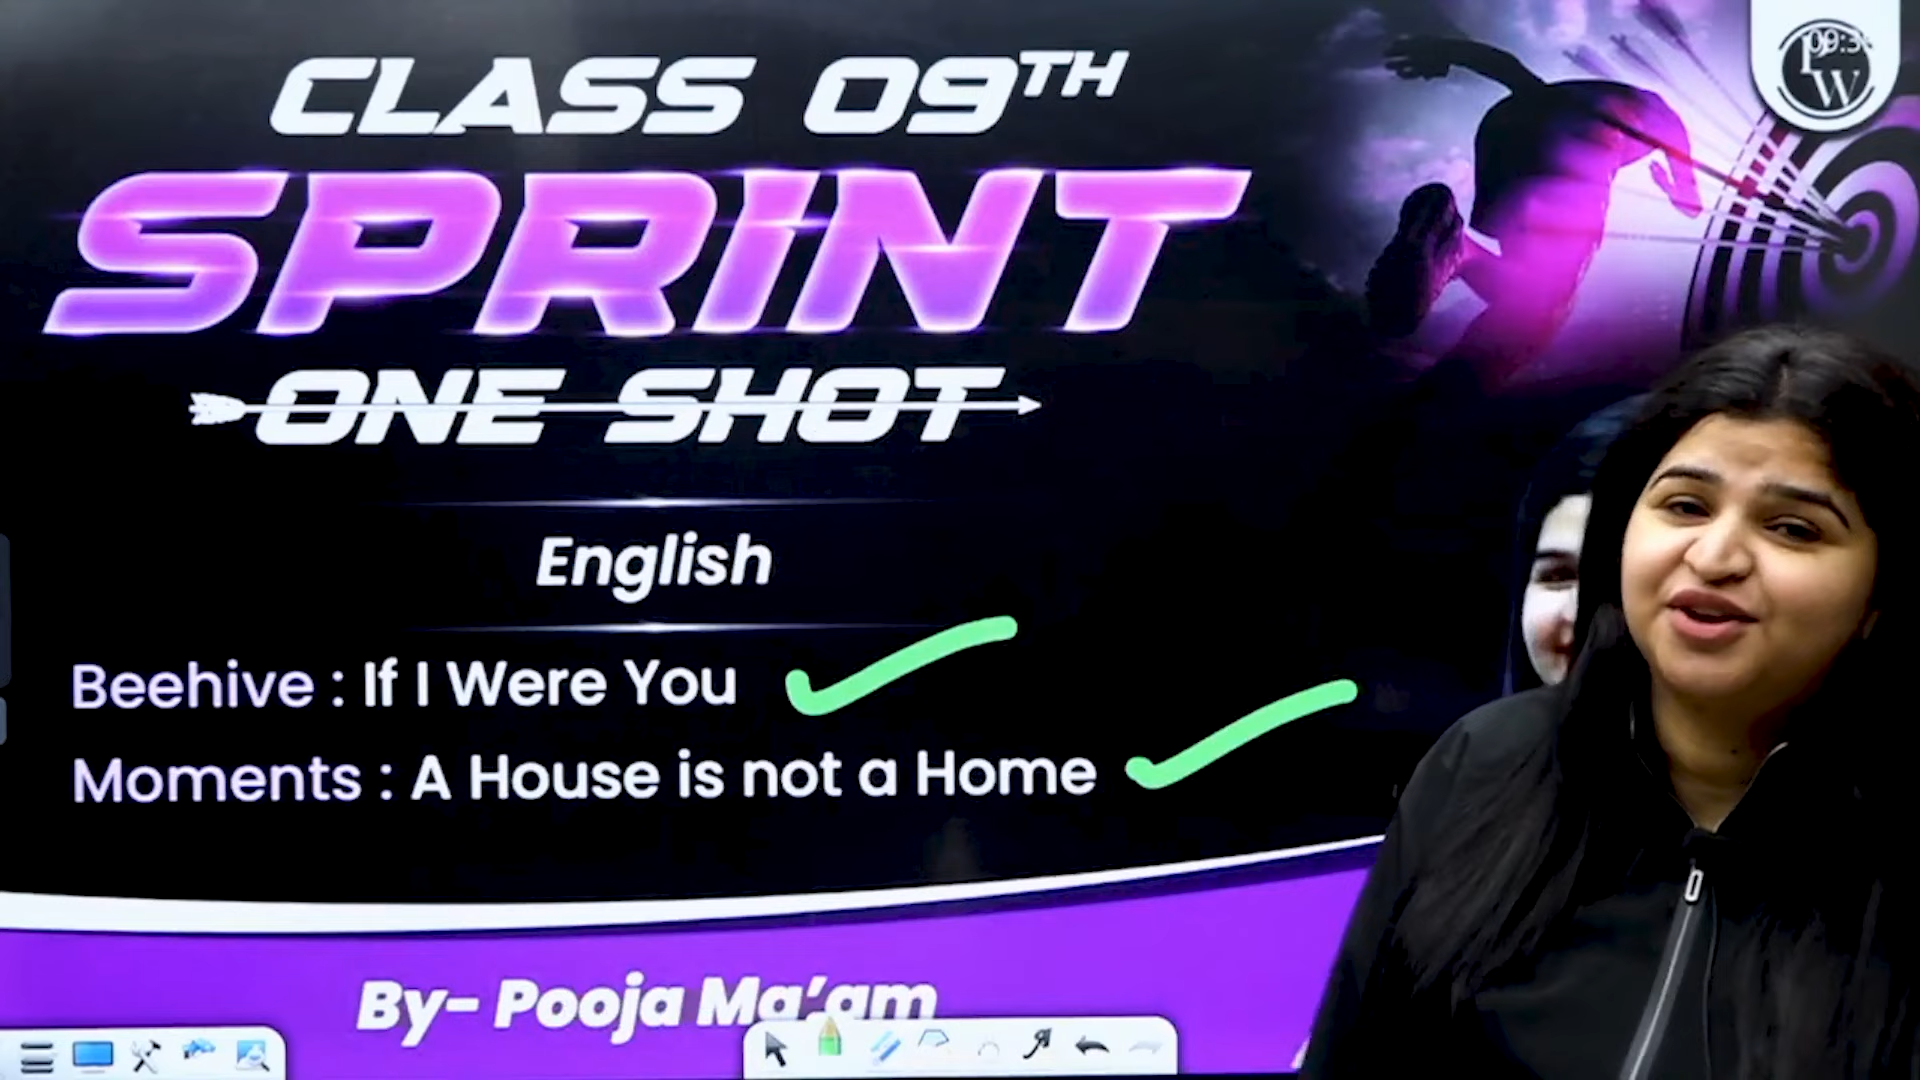 CLASS 09TH
SPRINT
ONE SHOT
English
Beehive : If I Were You
Moments : A House is not a Home
By- Pooja Ma'am
PW